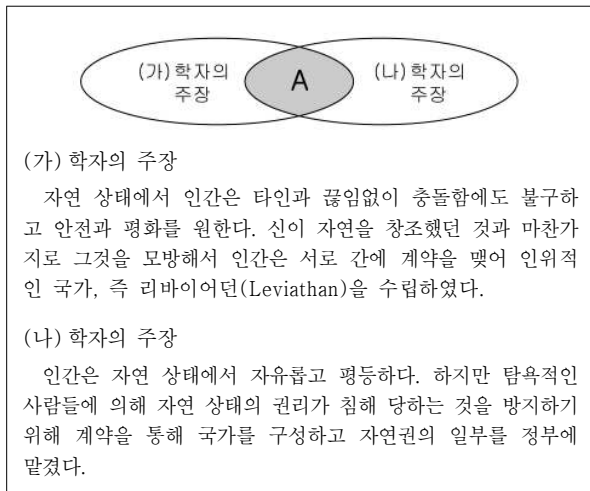 (가) 학자의
주장
A
(나) 학자의
주장
(가) 학자의 주장
자연 상태에서 인간은 타인과 끊임없이 충돌함에도 불구하
고 안전과 평화를 원한다. 신이 자연을 창조했던 것과 마찬가
지로 그것을 모방해서 인간은 서로 간에 계약을 맺어 인위적
인 국가, 즉 리바이어던(Leviathan)을 수립하였다.
(나) 학자의 주장
인간은 자연 상태에서 자유롭고 평등하다. 하지만 탐욕적인
사람들에 의해 자연 상태의 권리가 침해 당하는 것을 방지하기
위해 계약을 통해 국가를 구성하고 자연권의 일부를 정부에
맡겼다.